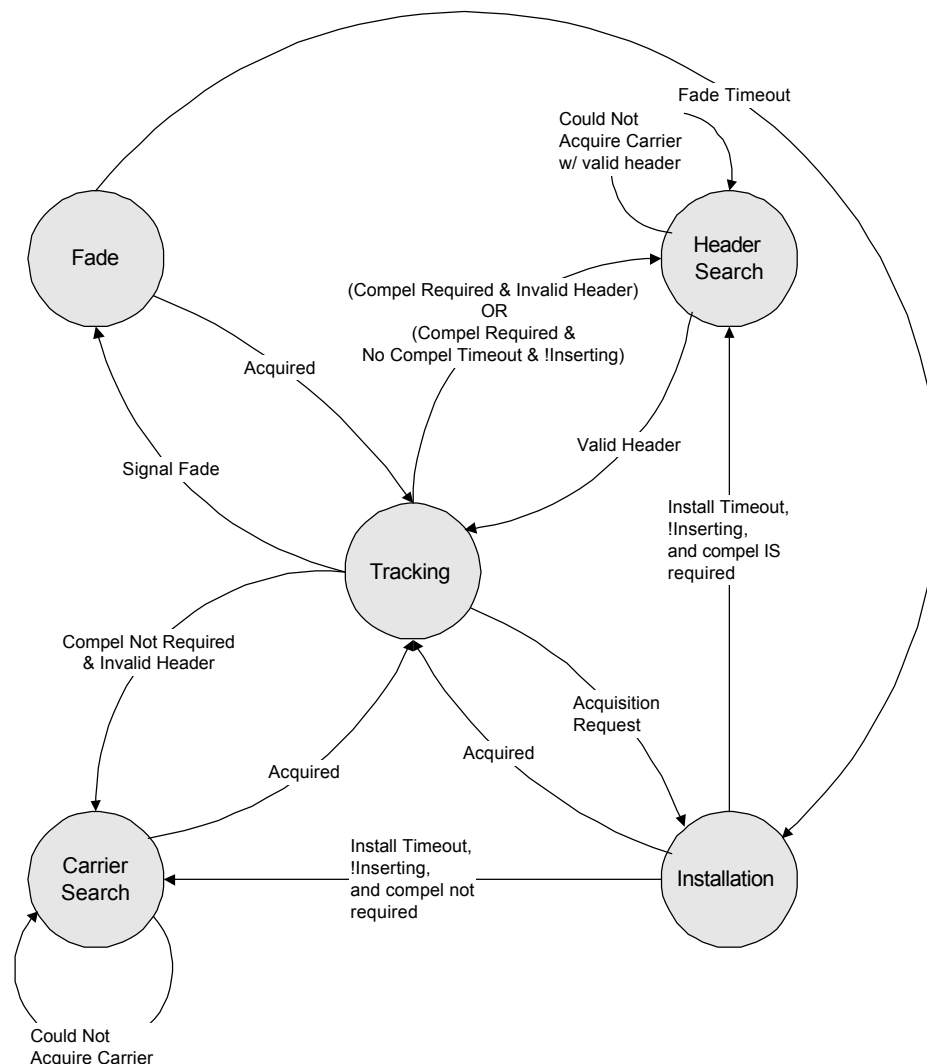 Fade Timeout
Could Not
Acquire Carrier
w/ valid header
Fade
Header
Search
(Compel Required & Invalid Header)
OR
(Compel Required &
No Compel Timeout & !Inserting)
Acquired
Valid Header
Signal Fade
Install Timeout,
!Inserting,
and compel IS
required
Tracking
Compel Not Required
& Invalid Header
Acquisition
Request
Acquired
Acquired
Install Timeout,
!Inserting,
and compel not
required
Carrier
Search
Installation
Could Not
Acquire Carrier